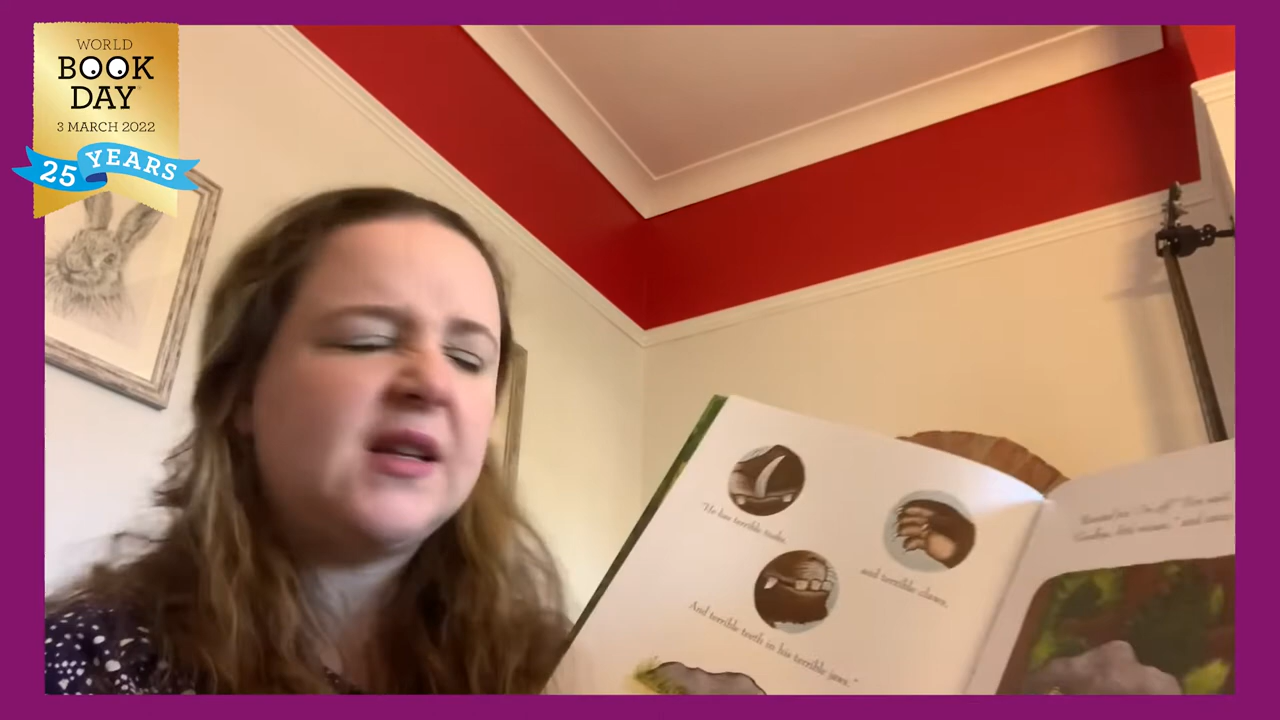 WORLD
BOOK
DAY
3 MARCH 2022
25 YEARS
"He has terrible tusks,
and terrible claws,
And terrible teeth in his terrible jaws."